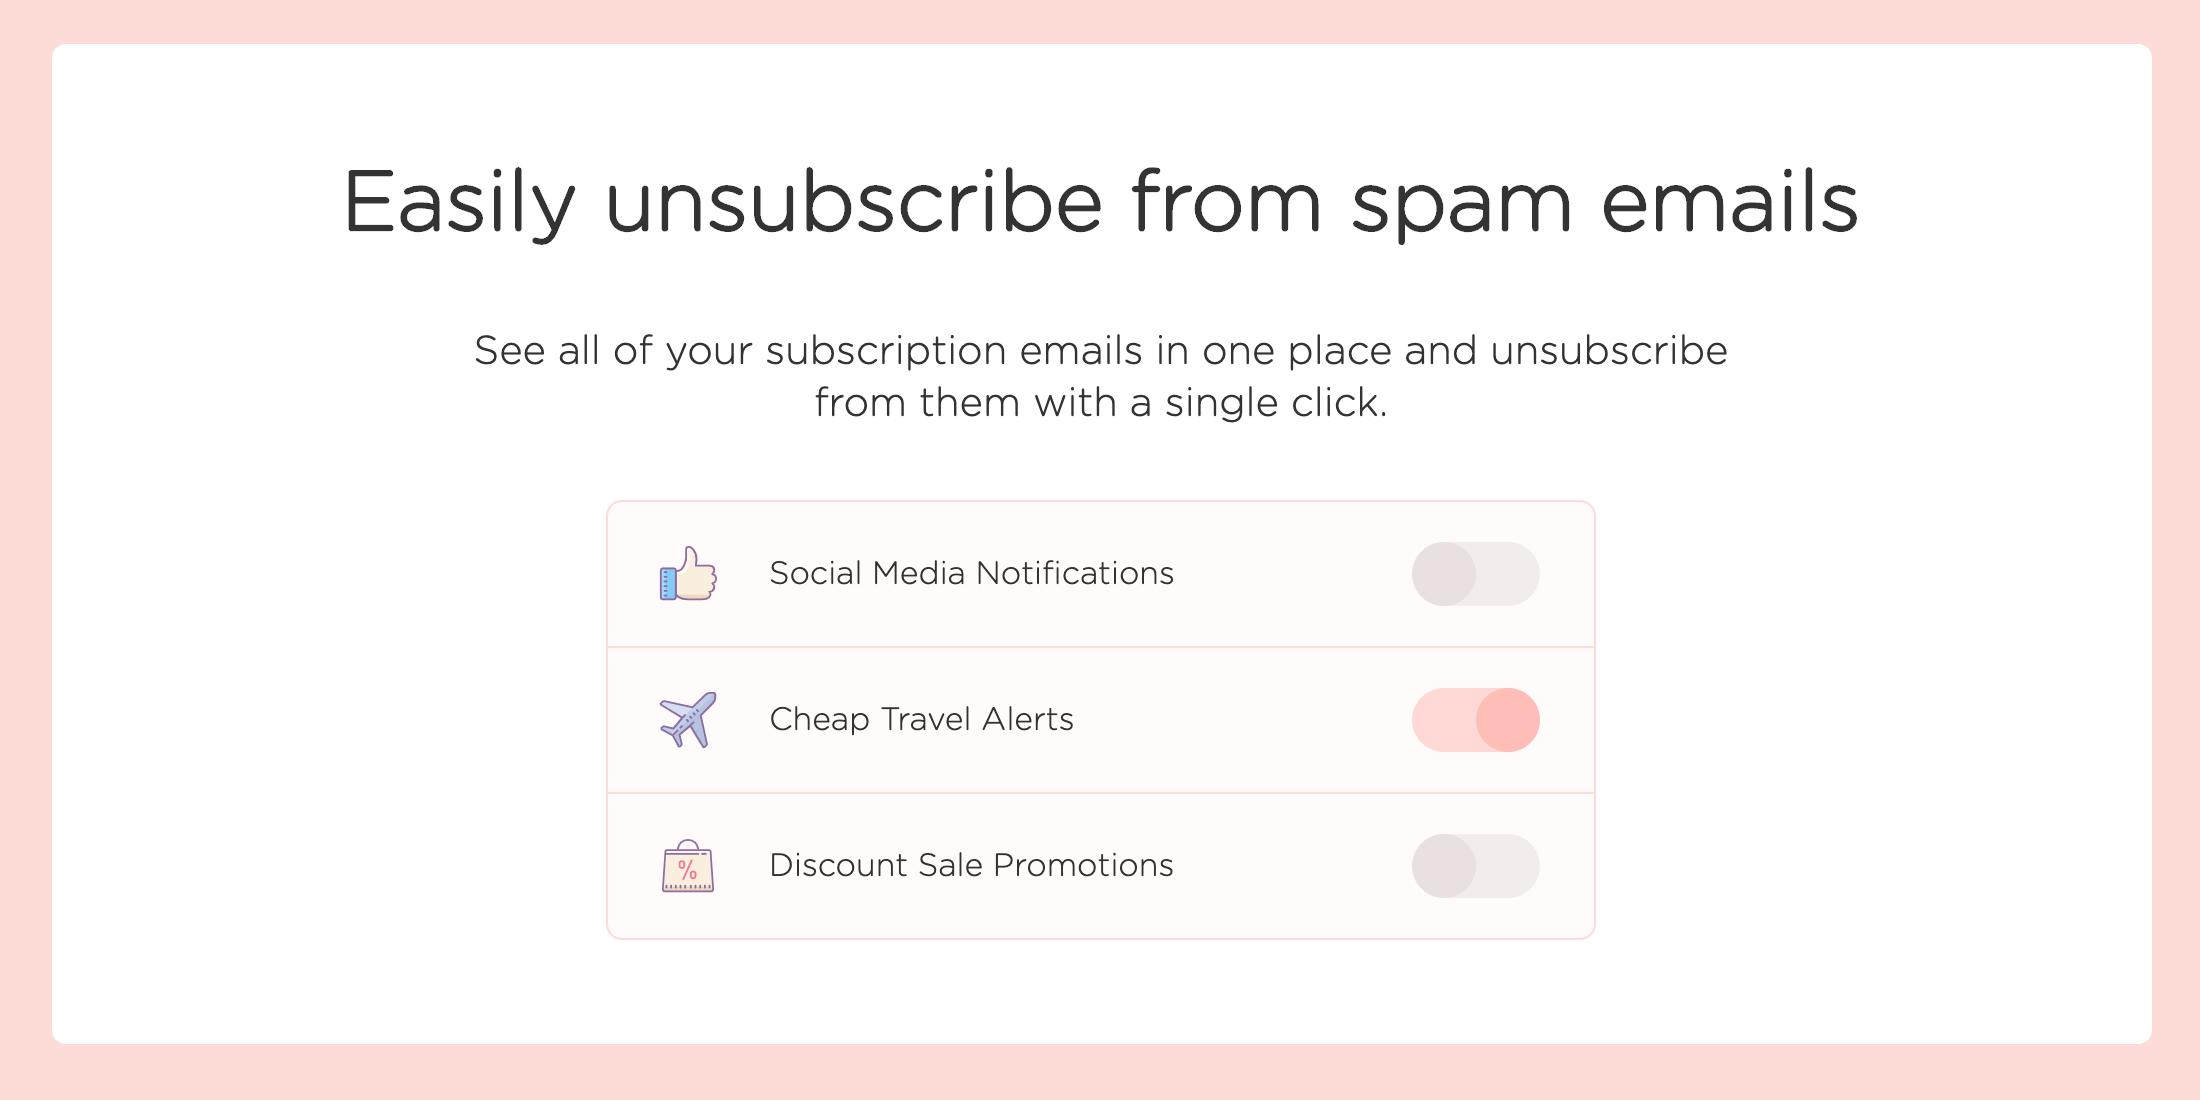 Easily unsubscribe from spam emails
See all of your subscription emails in one place and unsubscribe
from them with a single click.
Social Media Notifications
Cheap Travel Alerts
%
Discount Sale Promotions